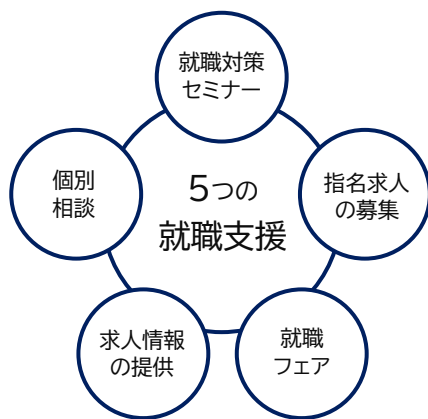 就職対策
セミナー
個別
相談
5つの
就職支援
指名求人
の募集
求人情報
の提供
就職
フェア